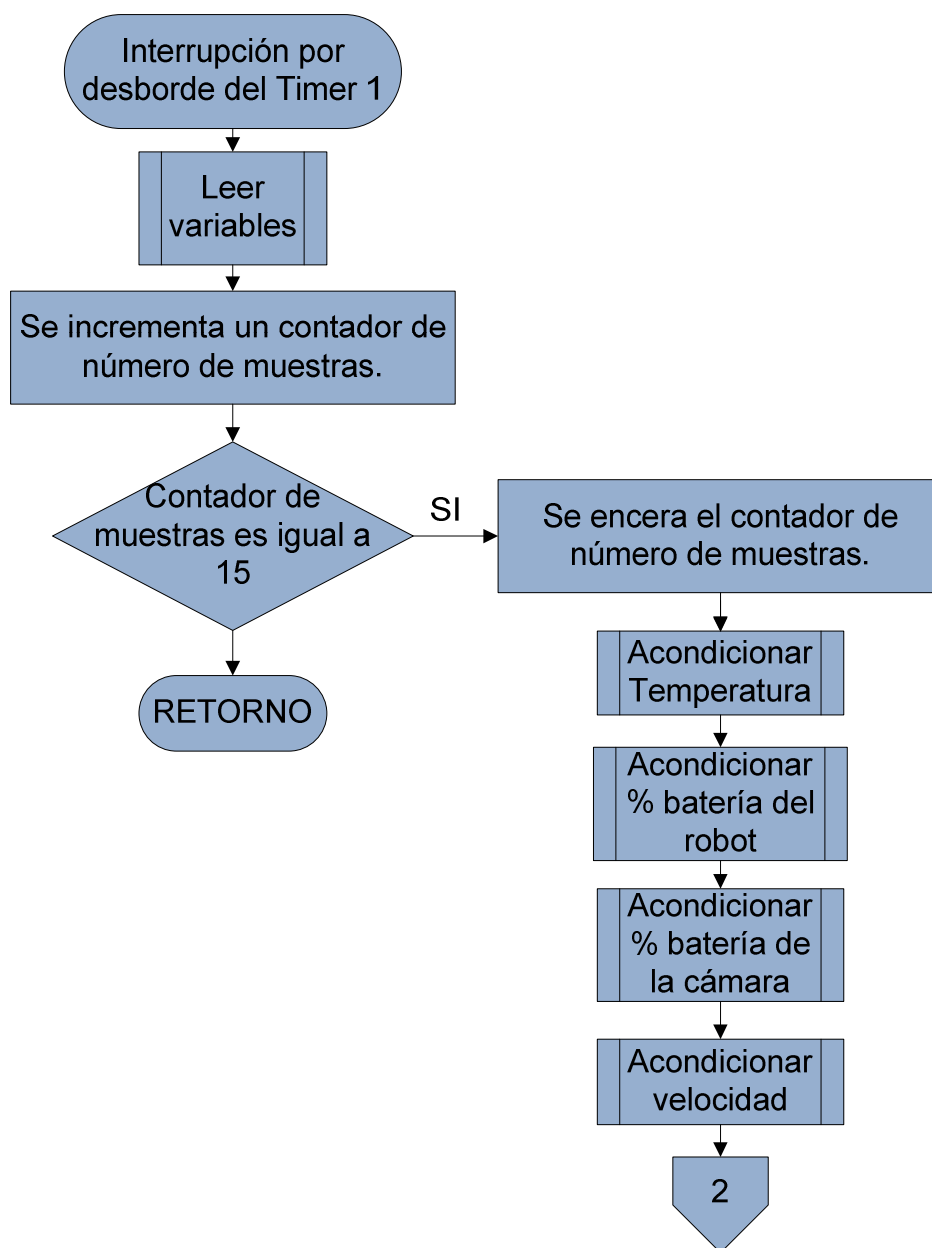 Interrupción por
desborde del Timer 1
Leer
variables
Se incrementa un contador de
número de muestras.
Contador de
muestras es igual a
15
SI
RETORNO
Se encera el contador de
número de muestras.
Acondicionar
Temperatura
Acondicionar
% batería del
robot
Acondicionar
% batería de
la cámara
Acondicionar
velocidad
2